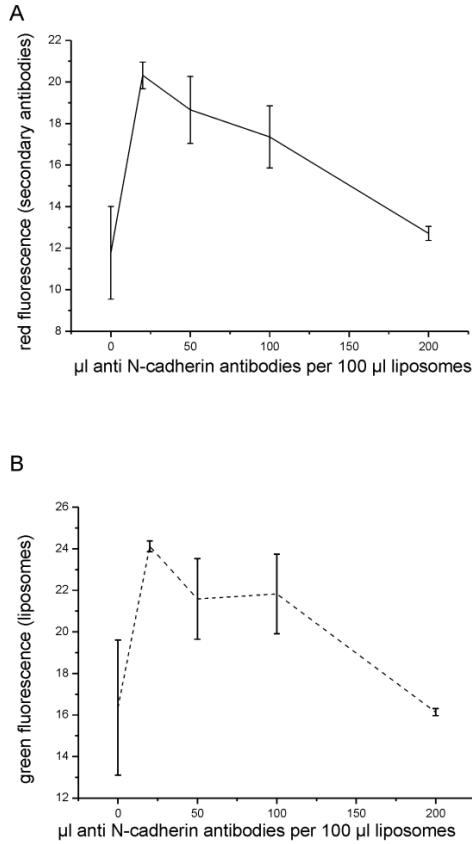 A
red fluorescence (secondary antibodies)
22
20
18
16
14
12
10
8
0 50 100 150 200
µl anti N-cadherin antibodies per 100 µl liposomes
B
green fluorescence (liposomes)
26
24
22
20
18
16
14
12
0 50 100 150 200
µl anti N-cadherin antibodies per 100 µl liposomes